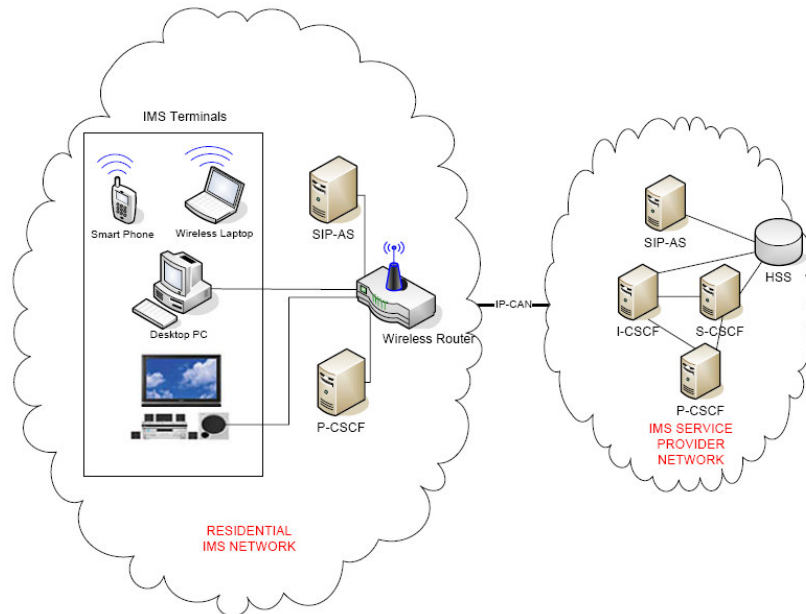 IMS Terminals
Smart Phone
Wireless Laptop
SIP-AS
Desktop PC
Wireless Router
P-CSCF
RESIDENTIAL
IMS NETWORK
IP-CAN
SIP-AS
HSS
I-CSCF
S-CSCF
P-CSCF
IMS SERVICE
PROVIDER
NETWORK